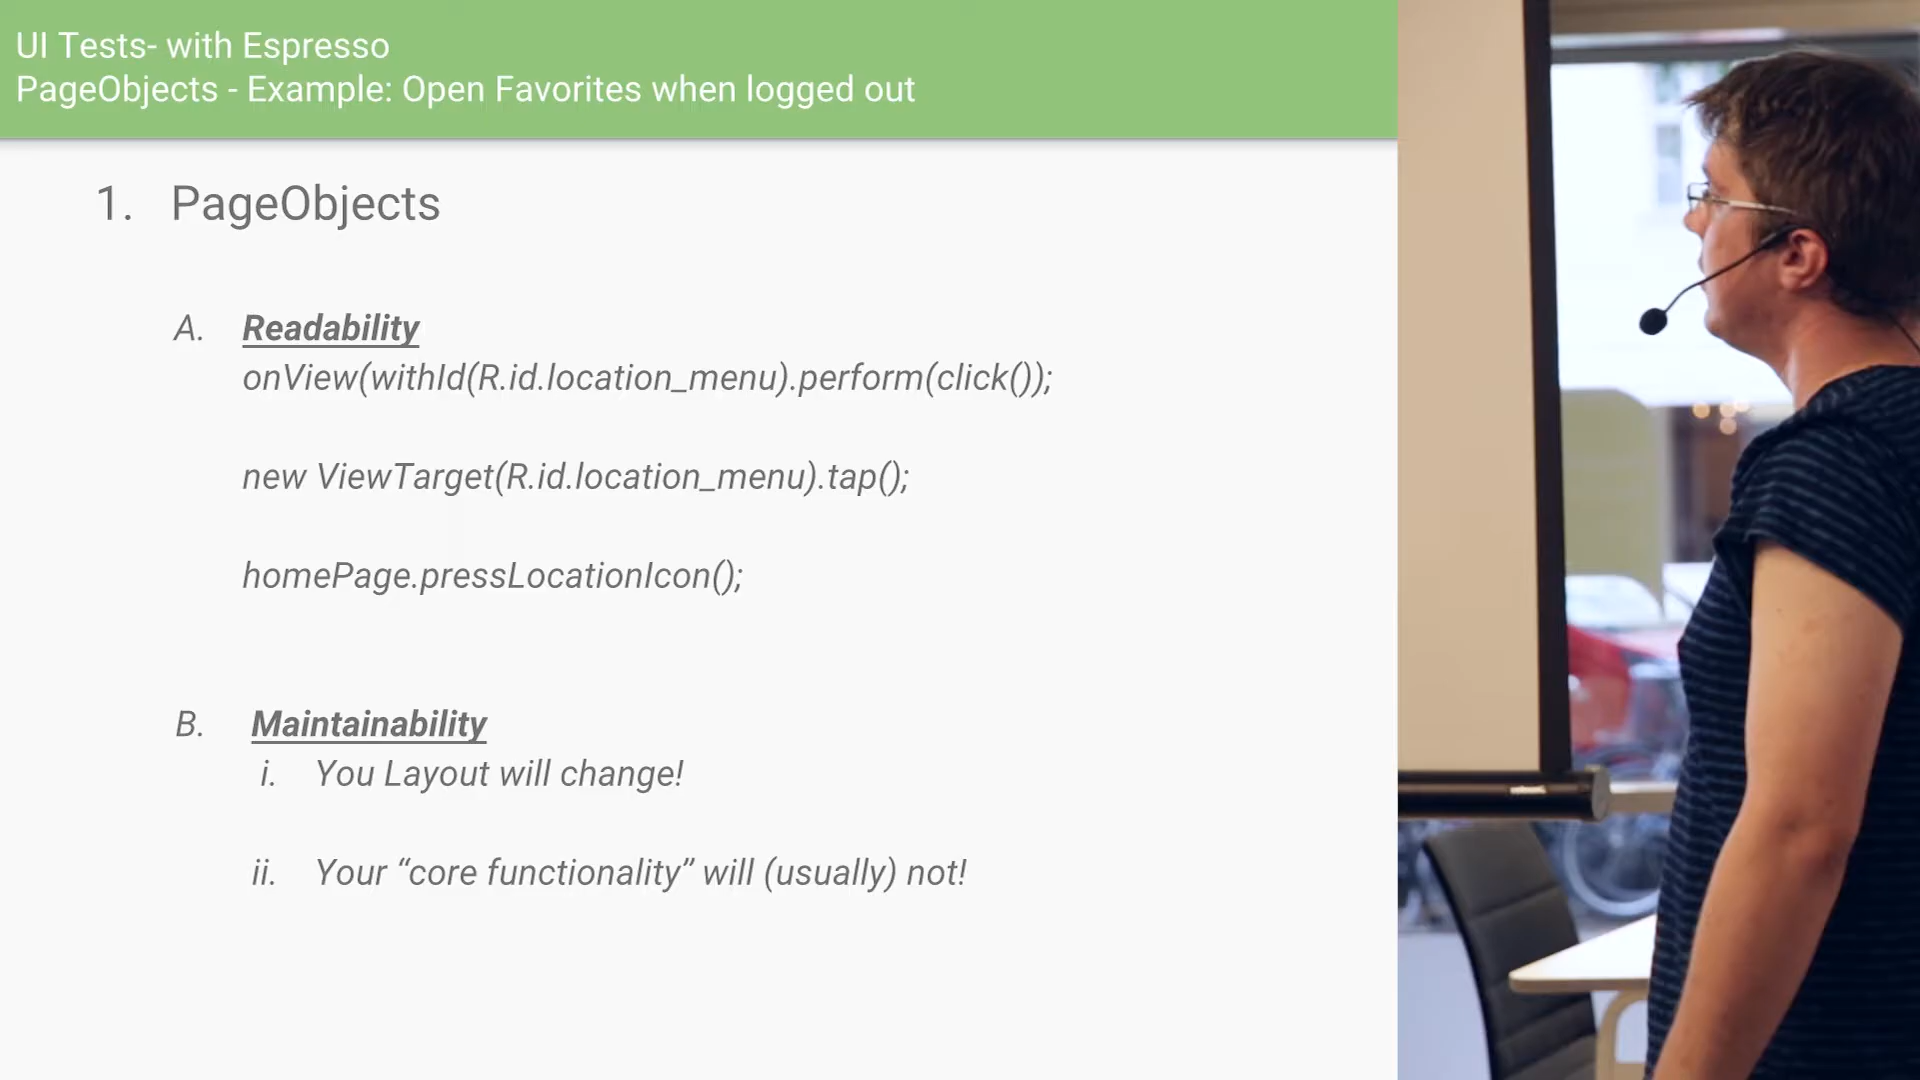 UI Tests- with Espresso
PageObjects - Example: Open Favorites when logged out
1. PageObjects
A. Readability
onView(withId(R.id.location_menu).perform(click());
new ViewTarget(R.id.location_menu).tap();
homePage.pressLocationIcon();
B. Maintainability
i. You Layout will change!
ii. Your “core functionality” will (usually) not!